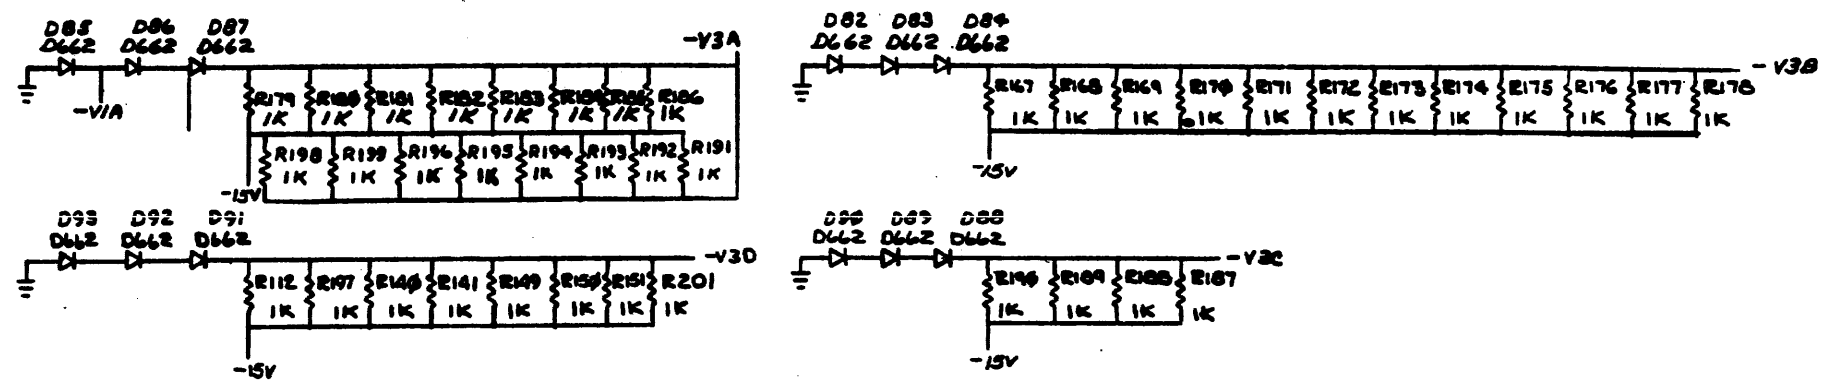 D85 D86 D87
D662 D662 D662
-V3A
-V1A
R179 R180 R181 R182 R183 R184 R185 R186
1K 1K 1K 1K 1K 1K 1K 1K
R198 R199 R196 R195 R194 R193 R192 R191
1K 1K 1K 1K 1K 1K 1K 1K
-15V
D82 D83 D84
D662 D662 D662
-V3B
R167 R168 R169 R170 R171 R172 R173 R174 R175 R176 R177 R178
1K 1K 1K 1K 1K 1K 1K 1K 1K 1K 1K 1K
-15V
D93 D92 D91
D662 D662 D662
-V3D
R112 R197 R140 R141 R149 R150 R151 R201
1K 1K 1K 1K 1K 1K 1K 1K
-15V
D90 D89 D88
D662 D662 D662
-V3C
R190 R189 R188 R187
1K 1K 1K 1K
-15V